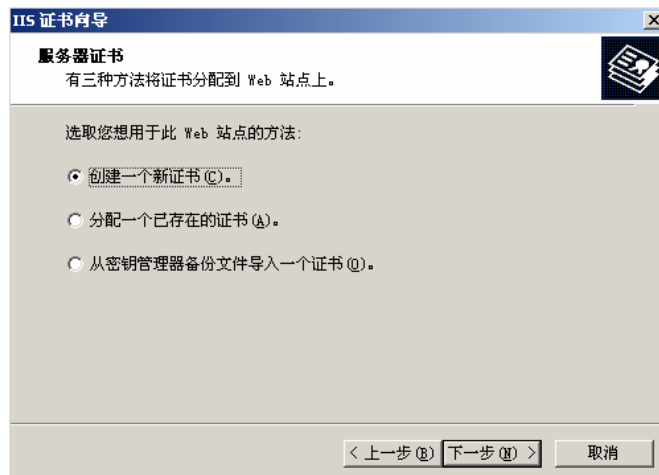 IIS 证书向导
服务器证书
有三种方法将证书分配到 Web 站点上。
选取您想用于此 Web 站点的方法:
创建一个新证书(C)。
分配一个已存在的证书(A)。
从密钥管理器备份文件导入一个证书(O)。
< 上一步(B) 下一步(N) > 取消